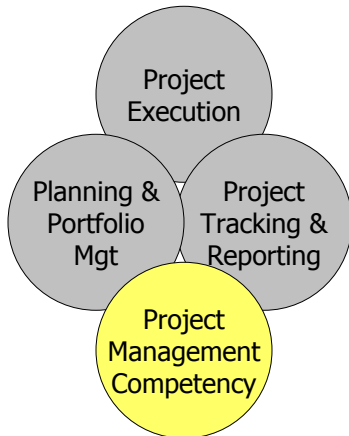 Project
Execution
Planning &
Portfolio
Mgt
Project
Tracking &
Reporting
Project
Management
Competency